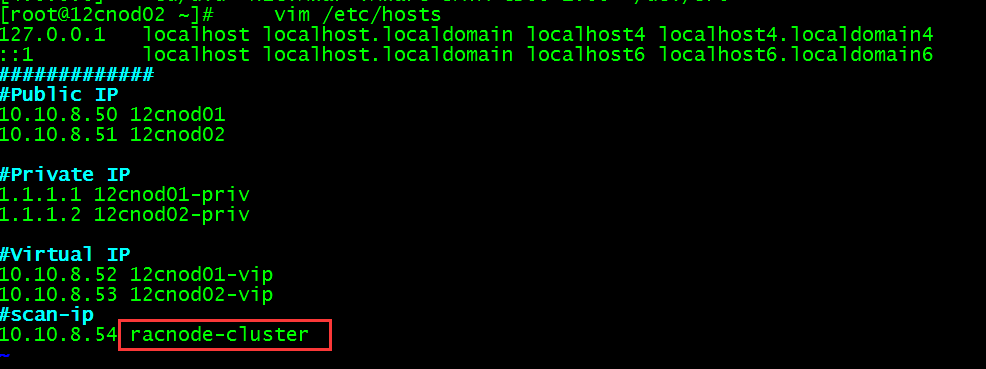 [root@12cnod02 ~]#     vim /etc/hosts
127.0.0.1   localhost localhost.localdomain localhost4 localhost4.localdomain4
::1         localhost localhost.localdomain localhost6 localhost6.localdomain6
#############
#Public IP
10.10.8.50 12cnod01
10.10.8.51 12cnod02
#Private IP
1.1.1.1 12cnod01-priv
1.1.1.2 12cnod02-priv
#Virtual IP
10.10.8.52 12cnod01-vip
10.10.8.53 12cnod02-vip
#scan-ip
10.10.8.54 racnode-cluster
~